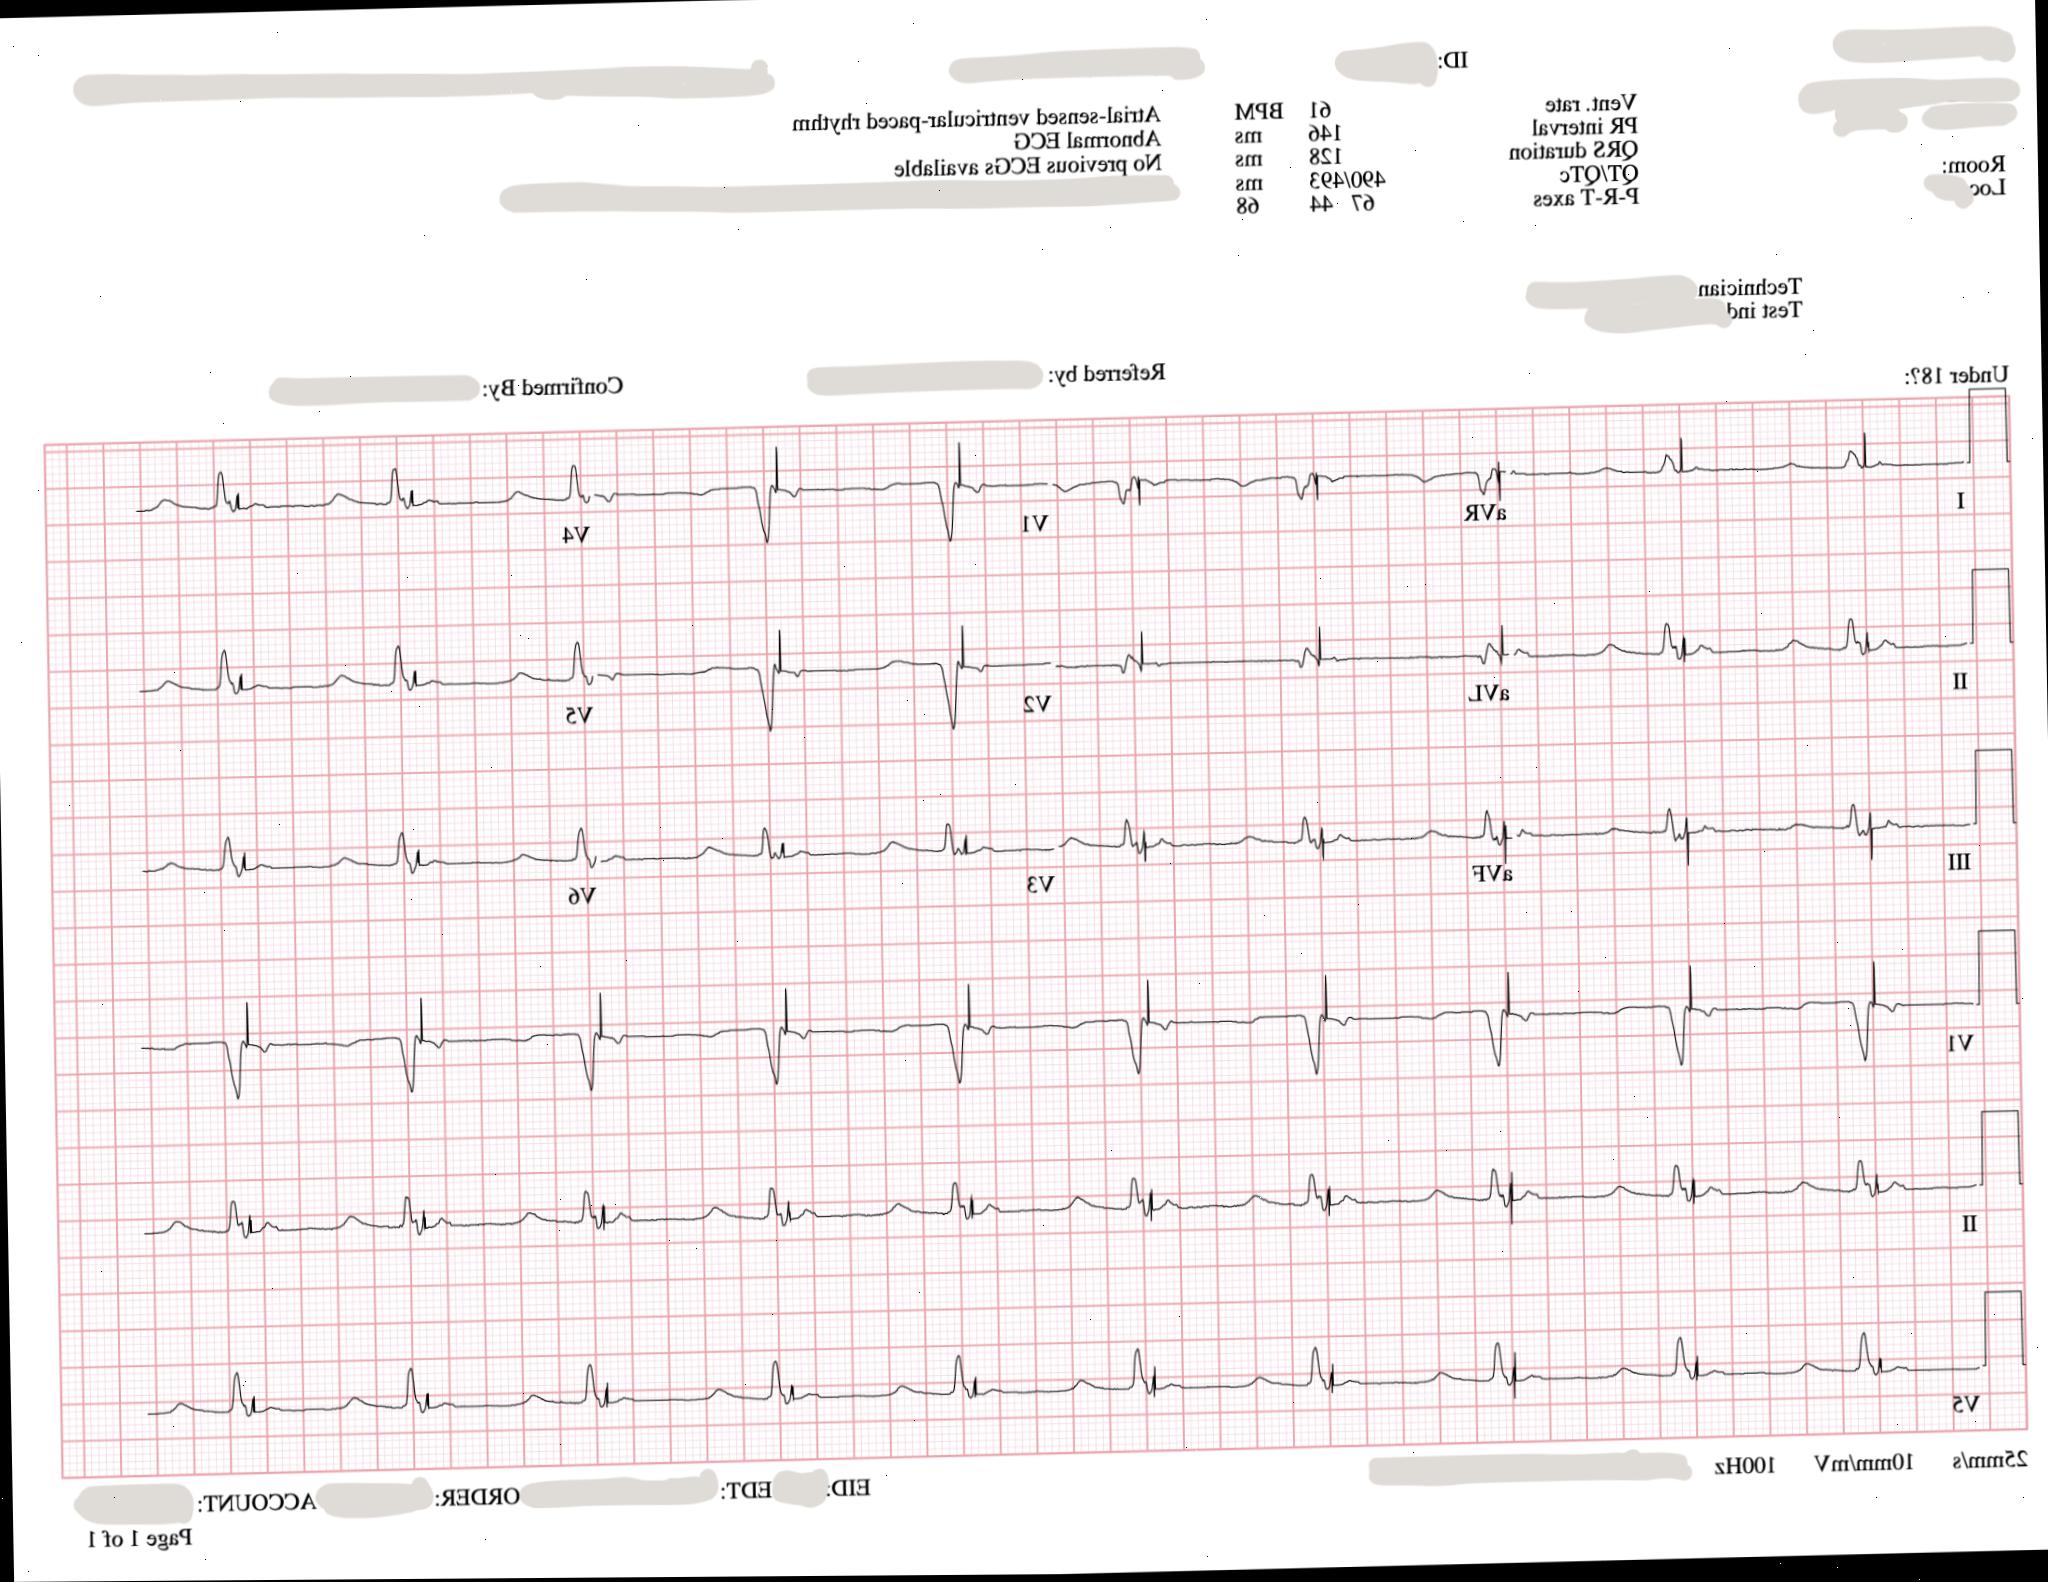 ID:
Room:
Loc
Vent. rate 61 BPM
PR interval 146 ms
QRS duration 128 ms
QT/QTc 490/493 ms
P-R-T axes 67 44 68
Atrial-sensed ventricular-paced rhythm
Abnormal ECG
No previous ECGs available
Technician
Test ind
Under 18?:
Referred by:
Confirmed By:
I aVR V1 V4
II aVL V2 V5
III aVF V3 V6
V1
II
V5
25mm/s 10mm/mV 100Hz
EID: EDT: ORDER: ACCOUNT:
Page 1 of 1